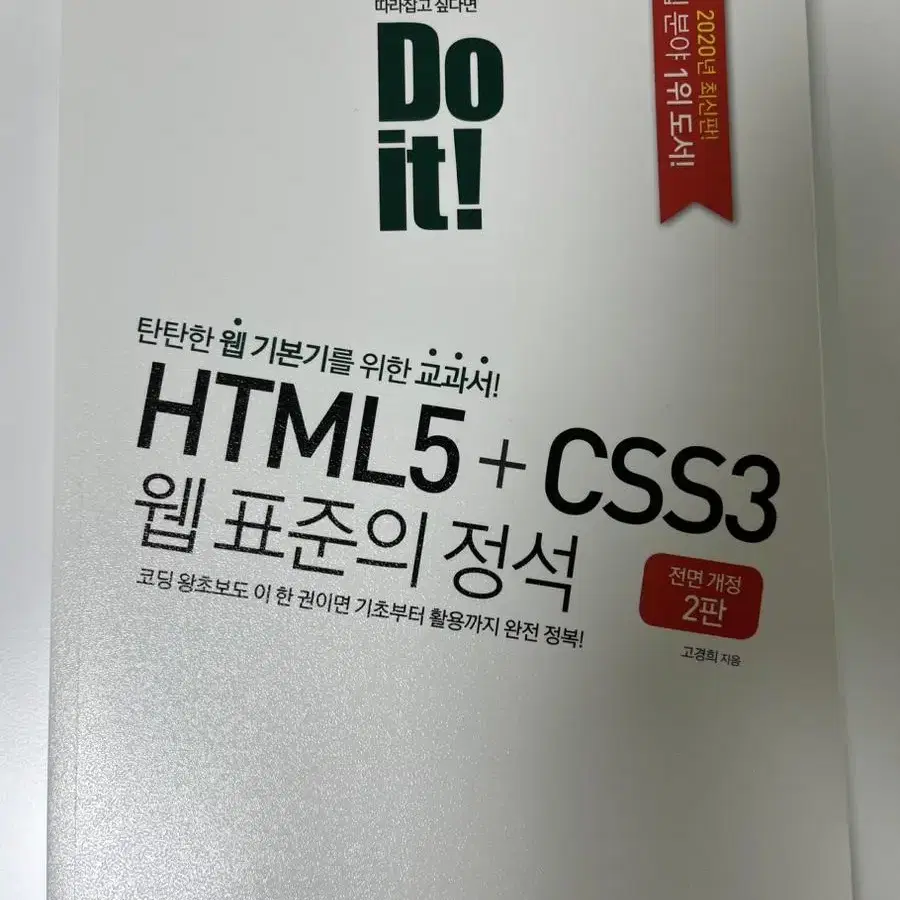 따라잡고 싶다면
Do
it!
2020년 최신판!
분야 1위 도서!
탄탄한 웹 기본기를 위한 교과서!
HTML5 + CSS3
웹 표준의 정석
코딩 왕초보도 이 한 권이면 기초부터 활용까지 완전 정복!
전면 개정
2판
고경희 지음